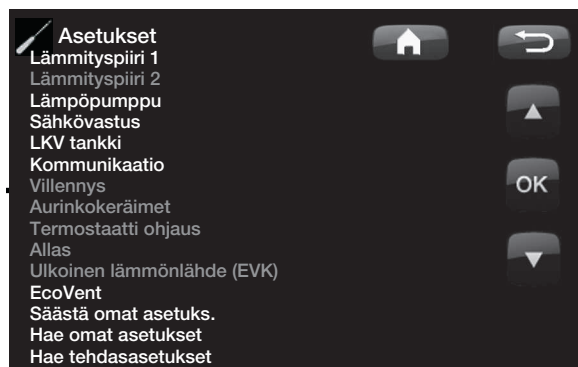 Asetukset
Lämmityspiiri 1
Lämmityspiiri 2
Lämpöpumppu
Sähkövastus
LKV tankki
Kommunikaatio
Villennys
Aurinkokeräimet
Termostaatti ohjaus
Allas
Ulkoinen lämmönlähde (EVK)
EcoVent
Säästä omat asetuks.
Hae omat asetukset
Hae tehdasasetukset
OK